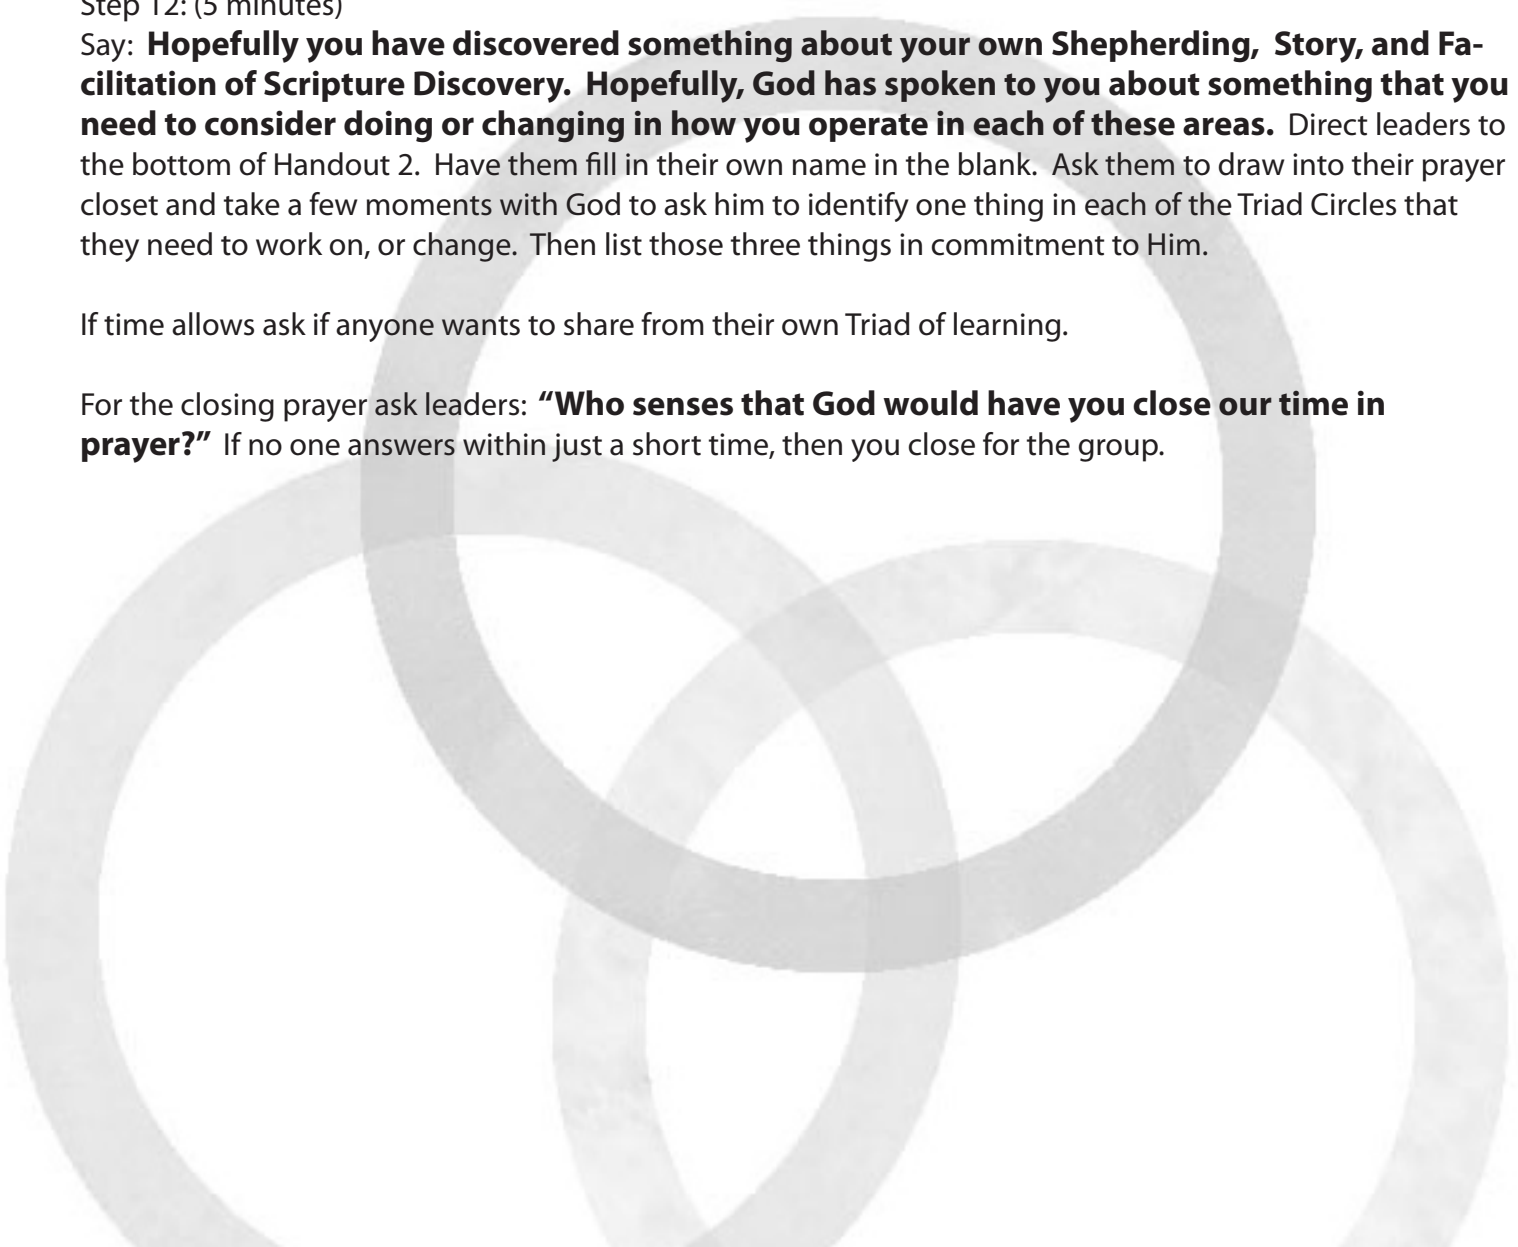 Step 12: (5 minutes)
Say:  Hopefully you have discovered something about your own Shepherding,  Story, and Fa-
cilitation of Scripture Discovery.  Hopefully, God has spoken to you about something that you
need to consider doing or changing in how you operate in each of these areas.  Direct leaders to
the bottom of Handout 2.  Have them fill in their own name in the blank.  Ask them to draw into their prayer
closet and take a few moments with God to ask him to identify one thing in each of the Triad Circles that
they need to work on, or change.  Then list those three things in commitment to Him.
If time allows ask if anyone wants to share from their own Triad of learning.
For the closing prayer ask leaders:  “Who senses that God would have you close our time in
prayer?”  If no one answers within just a short time, then you close for the group.